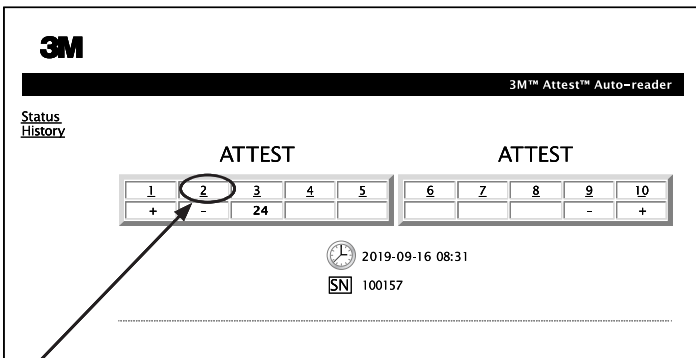 3M
3M™ Attest™ Auto-reader
Status
History
ATTEST ATTEST
1 2 3 4 5 6 7 8 9 10
+ - 24 - +
2019-09-16 08:31
SN 100157